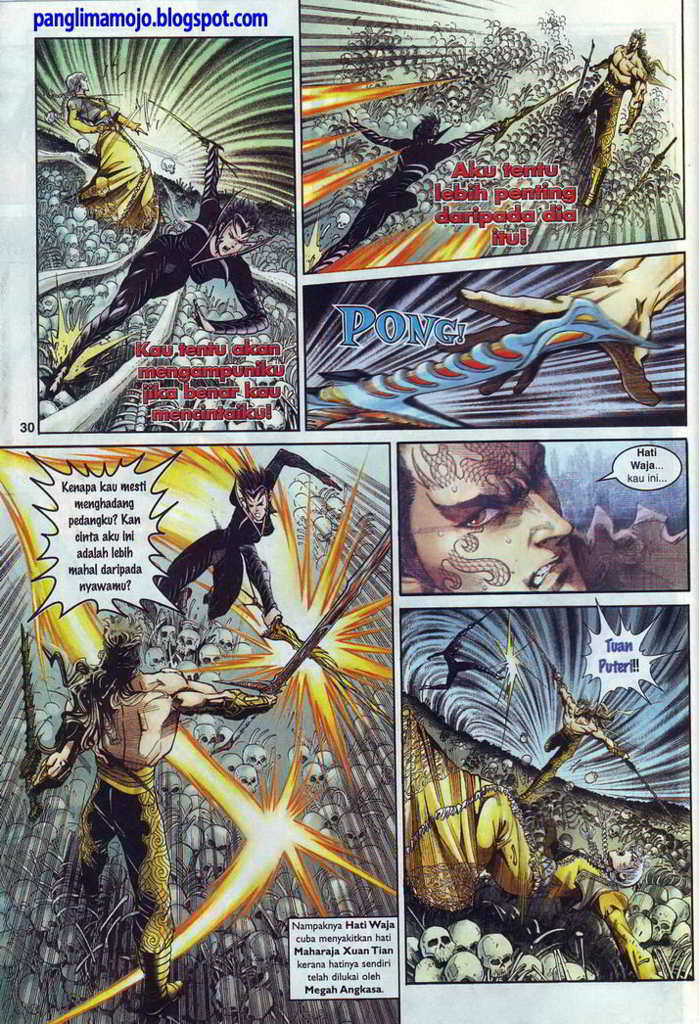 panglimamojo.blogspot.com
Kau tentu akan
mengampuniku
jika benar kau
mencintaiku!
30
Aku tentu
lebih penting
daripada dia
itu!
PONG!
Kenapa kau mesti
menghadang
pedangku? Kan
cinta aku ini
adalah lebih
mahal daripada
nyawamu?
Nampaknya Hati Waja
cuba menyakitkan hati
Maharaja Xuan Tian
kerana hatinya sendiri
telah dilukai oleh
Megah Angkasa.
Hati
Waja...
kau ini...
Tuan
Puteri!!